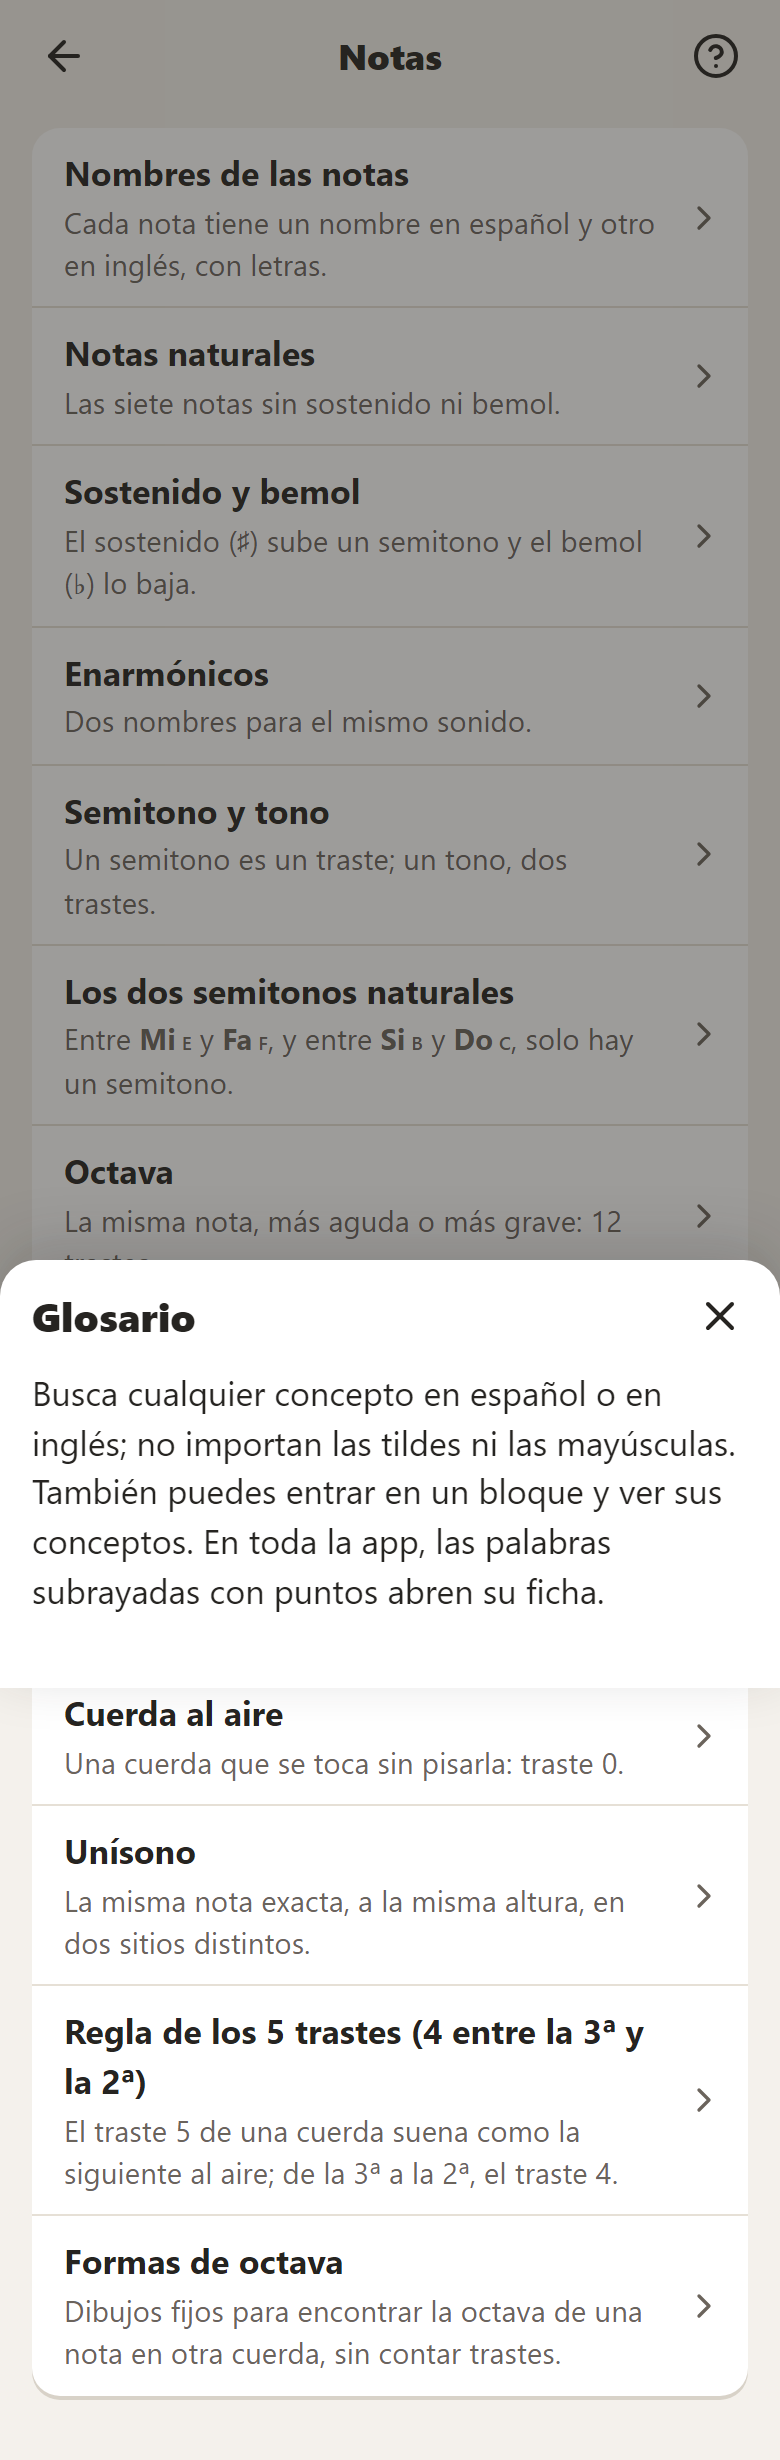 Notas
Nombres de las notas
Cada nota tiene un nombre en español y otro
en inglés, con letras.
Notas naturales
Las siete notas sin sostenido ni bemol.
Sostenido y bemol
El sostenido (♯) sube un semitono y el bemol
(♭) lo baja.
Enarmónicos
Dos nombres para el mismo sonido.
Semitono y tono
Un semitono es un traste; un tono, dos
trastes.
Los dos semitonos naturales
Entre Mi E y Fa F, y entre Si B y Do C, solo hay
un semitono.
Octava
La misma nota, más aguda o más grave: 12
Glosario
Busca cualquier concepto en español o en
inglés; no importan las tildes ni las mayúsculas.
También puedes entrar en un bloque y ver sus
conceptos. En toda la app, las palabras
subrayadas con puntos abren su ficha.
Cuerda al aire
Una cuerda que se toca sin pisarla: traste 0.
Unísono
La misma nota exacta, a la misma altura, en
dos sitios distintos.
Regla de los 5 trastes (4 entre la 3ª y
la 2ª)
El traste 5 de una cuerda suena como la
siguiente al aire; de la 3ª a la 2ª, el traste 4.
Formas de octava
Dibujos fijos para encontrar la octava de una
nota en otra cuerda, sin contar trastes.